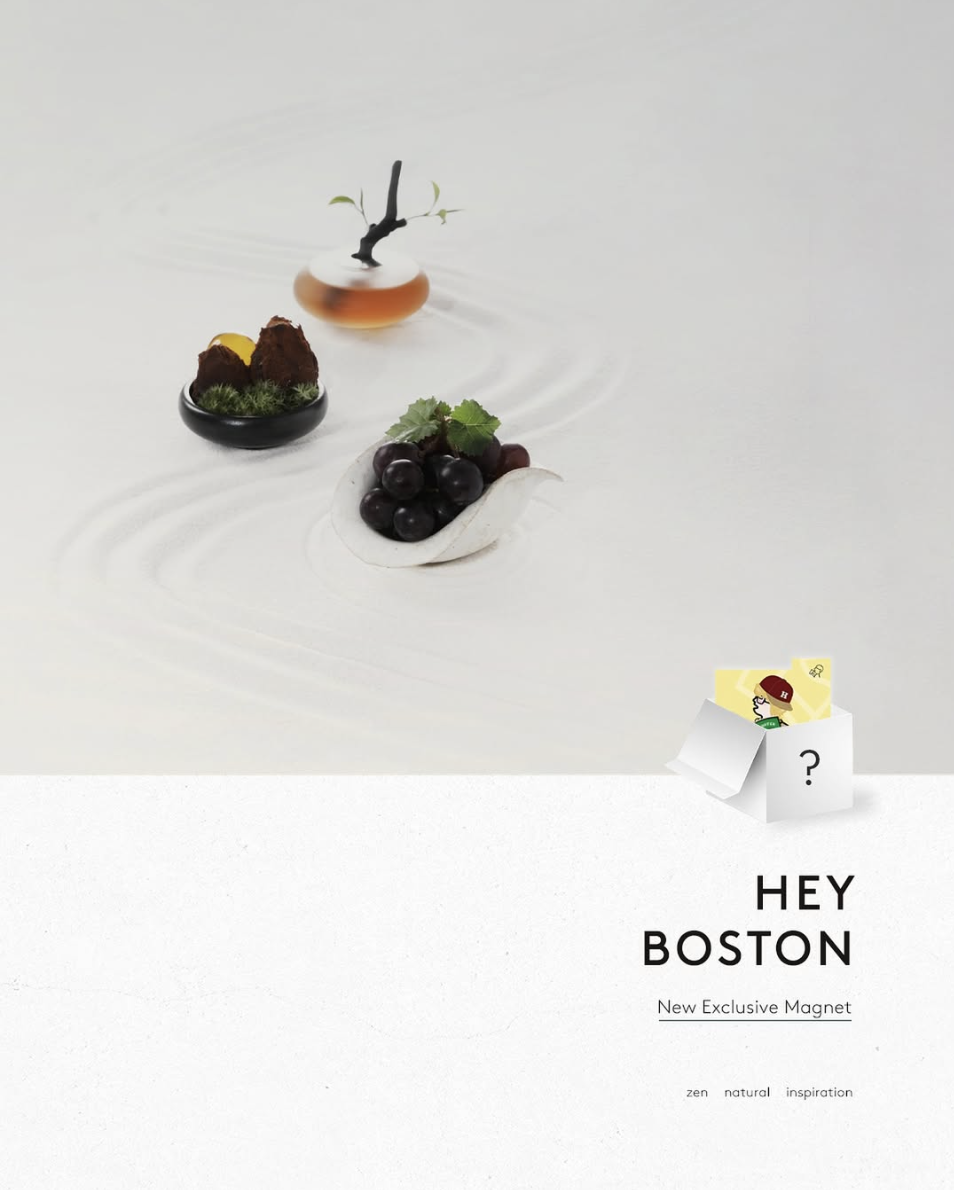 H
?
HEY
BOSTON
New Exclusive Magnet
zen natural inspiration